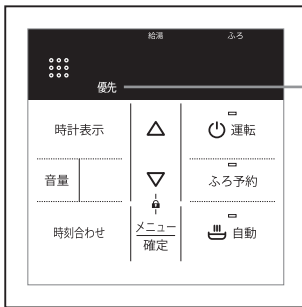 給湯 ふろ
優先
時計表示
運転
音量
ふろ予約
時刻合わせ
メニュー
確定
自動